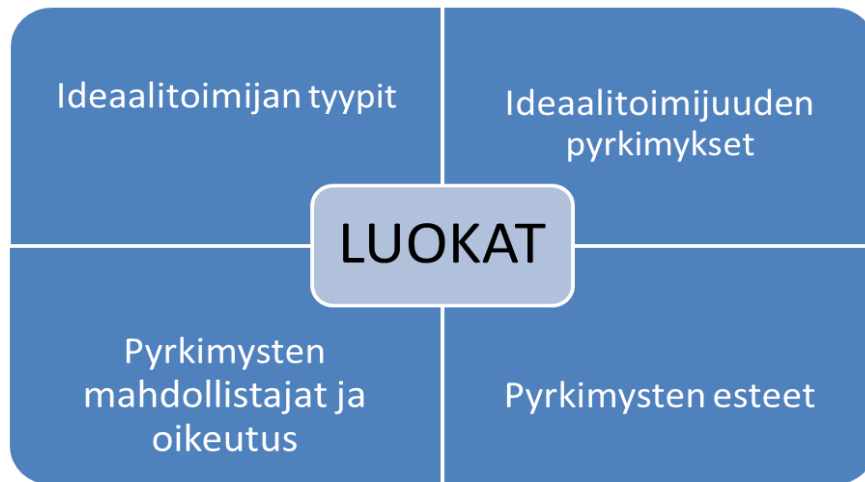 Ideaalitoimijan tyypit
Ideaalitoimijuuden
pyrkimykset
LUOKAT
Pyrkimysten
mahdollistajat ja
oikeutus
Pyrkimysten esteet